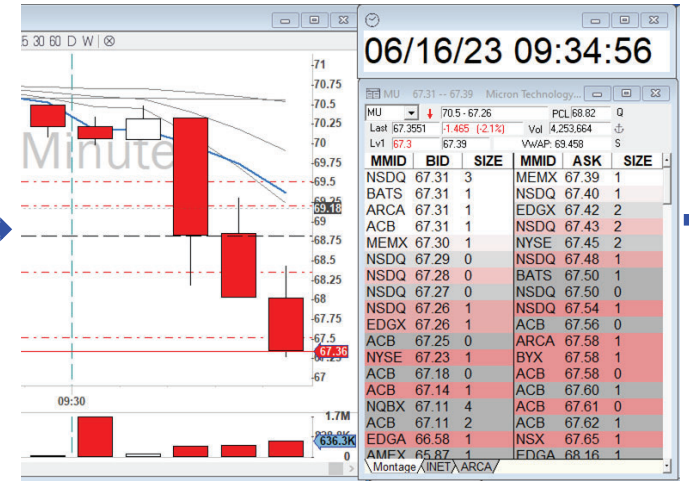 5 30 60 D W
Minute
71
70.75
70.5
70.25
70
69.75
69.5
69.25
69.18
69
68.75
68.5
68.25
68
67.75
67.5
67.36
67.25
67
09:30
1.7M
636.3K
0
06/16/23 09:34:56
MU 67.31 -- 67.39 Micron Technology...
MU 70.5 - 67.26 PCL 68.82 Q
Last 67.3551 -1.465 (-2.1%) Vol 4,253,664
Lv1 67.3 67.39 VWAP: 69.458 S
MMID BID SIZE MMID ASK SIZE
NSDQ 67.31 3 MEMX 67.39 1
BATS 67.31 1 NSDQ 67.40 1
ARCA 67.31 1 EDGX 67.42 2
ACB 67.31 1 NSDQ 67.43 2
MEMX 67.30 1 NYSE 67.45 2
NSDQ 67.29 0 NSDQ 67.48 1
NSDQ 67.28 0 BATS 67.50 1
NSDQ 67.27 0 NSDQ 67.50 0
NSDQ 67.26 1 NSDQ 67.54 1
EDGX 67.26 1 ACB 67.56 0
ACB 67.25 0 ARCA 67.58 1
NYSE 67.23 1 BYX 67.58 1
ACB 67.18 0 ACB 67.58 0
ACB 67.14 1 ACB 67.60 1
NQBX 67.11 4 ACB 67.61 0
ACB 67.11 2 ACB 67.62 1
EDGA 66.58 1 NSX 67.65 1
AMEX 65.87 1 EDGA 68.16 1
Montage INET ARCA